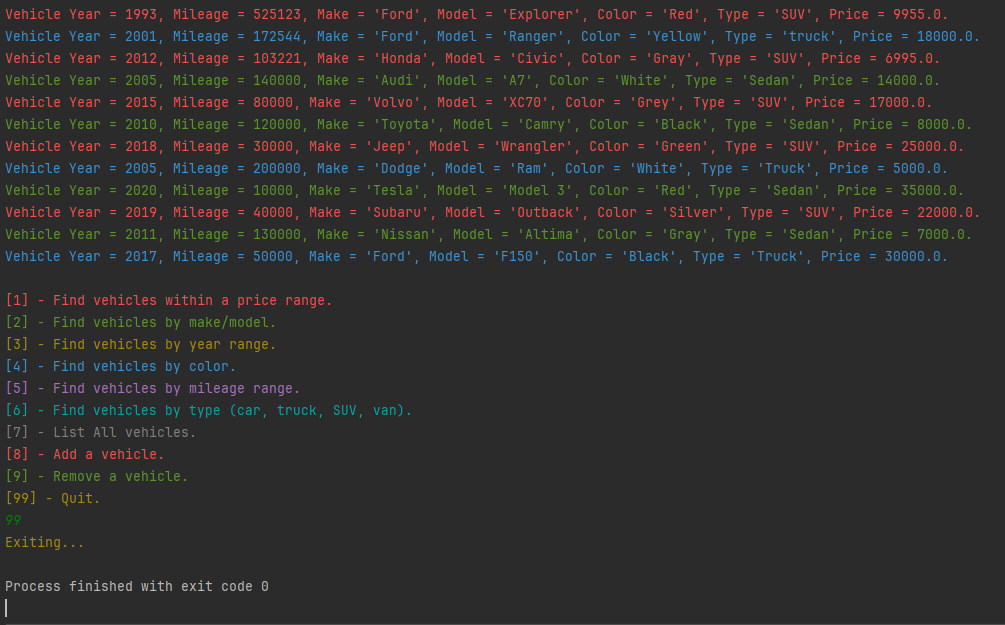 Vehicle Year = 1993, Mileage = 525123, Make = 'Ford', Model = 'Explorer', Color = 'Red', Type = 'SUV', Price = 9955.0.
Vehicle Year = 2001, Mileage = 172544, Make = 'Ford', Model = 'Ranger', Color = 'Yellow', Type = 'truck', Price = 18000.0.
Vehicle Year = 2012, Mileage = 103221, Make = 'Honda', Model = 'Civic', Color = 'Gray', Type = 'SUV', Price = 6995.0.
Vehicle Year = 2005, Mileage = 140000, Make = 'Audi', Model = 'A7', Color = 'White', Type = 'Sedan', Price = 14000.0.
Vehicle Year = 2015, Mileage = 80000, Make = 'Volvo', Model = 'XC70', Color = 'Grey', Type = 'SUV', Price = 17000.0.
Vehicle Year = 2010, Mileage = 120000, Make = 'Toyota', Model = 'Camry', Color = 'Black', Type = 'Sedan', Price = 8000.0.
Vehicle Year = 2018, Mileage = 30000, Make = 'Jeep', Model = 'Wrangler', Color = 'Green', Type = 'SUV', Price = 25000.0.
Vehicle Year = 2005, Mileage = 200000, Make = 'Dodge', Model = 'Ram', Color = 'White', Type = 'Truck', Price = 5000.0.
Vehicle Year = 2020, Mileage = 10000, Make = 'Tesla', Model = 'Model 3', Color = 'Red', Type = 'Sedan', Price = 35000.0.
Vehicle Year = 2019, Mileage = 40000, Make = 'Subaru', Model = 'Outback', Color = 'Silver', Type = 'SUV', Price = 22000.0.
Vehicle Year = 2011, Mileage = 130000, Make = 'Nissan', Model = 'Altima', Color = 'Gray', Type = 'Sedan', Price = 7000.0.
Vehicle Year = 2017, Mileage = 50000, Make = 'Ford', Model = 'F150', Color = 'Black', Type = 'Truck', Price = 30000.0.
[1] - Find vehicles within a price range.
[2] - Find vehicles by make/model.
[3] - Find vehicles by year range.
[4] - Find vehicles by color.
[5] - Find vehicles by mileage range.
[6] - Find vehicles by type (car, truck, SUV, van).
[7] - List All vehicles.
[8] - Add a vehicle.
[9] - Remove a vehicle.
[99] - Quit.
99
Exiting...
Process finished with exit code 0